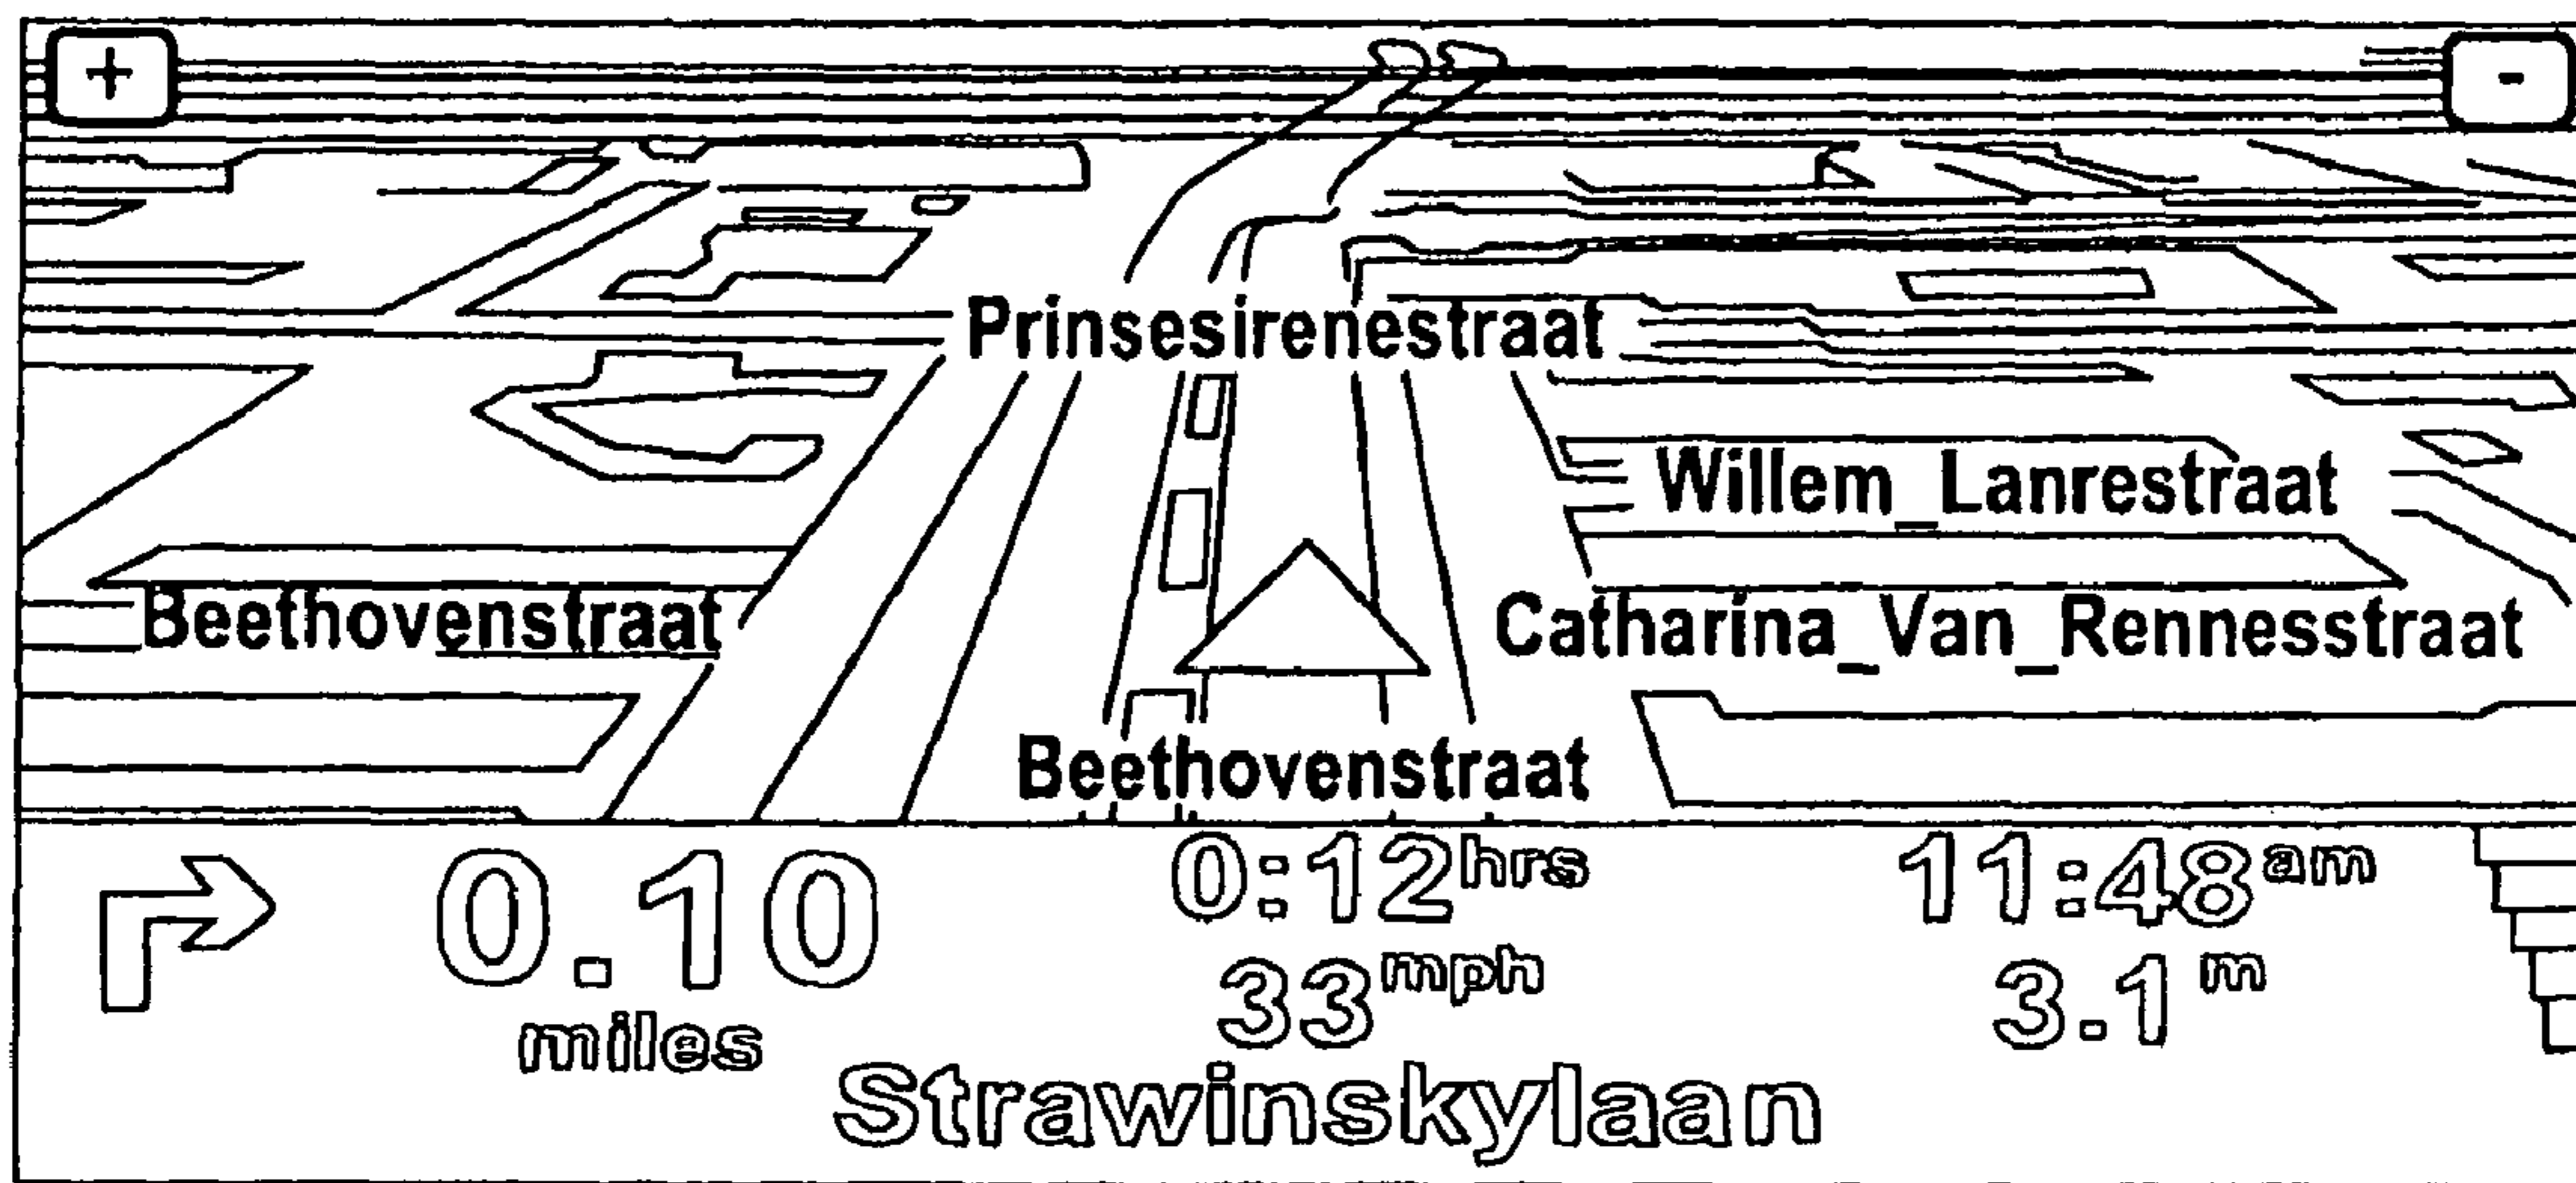 + -
Prinsesirenestraat
Willem_Lanrestraat
Beethovenstraat Catharina_Van_Rennesstraat
Beethovenstraat
0.10 miles
0:12hrs 11:48am
33mph 3.1m
Strawinskylaan